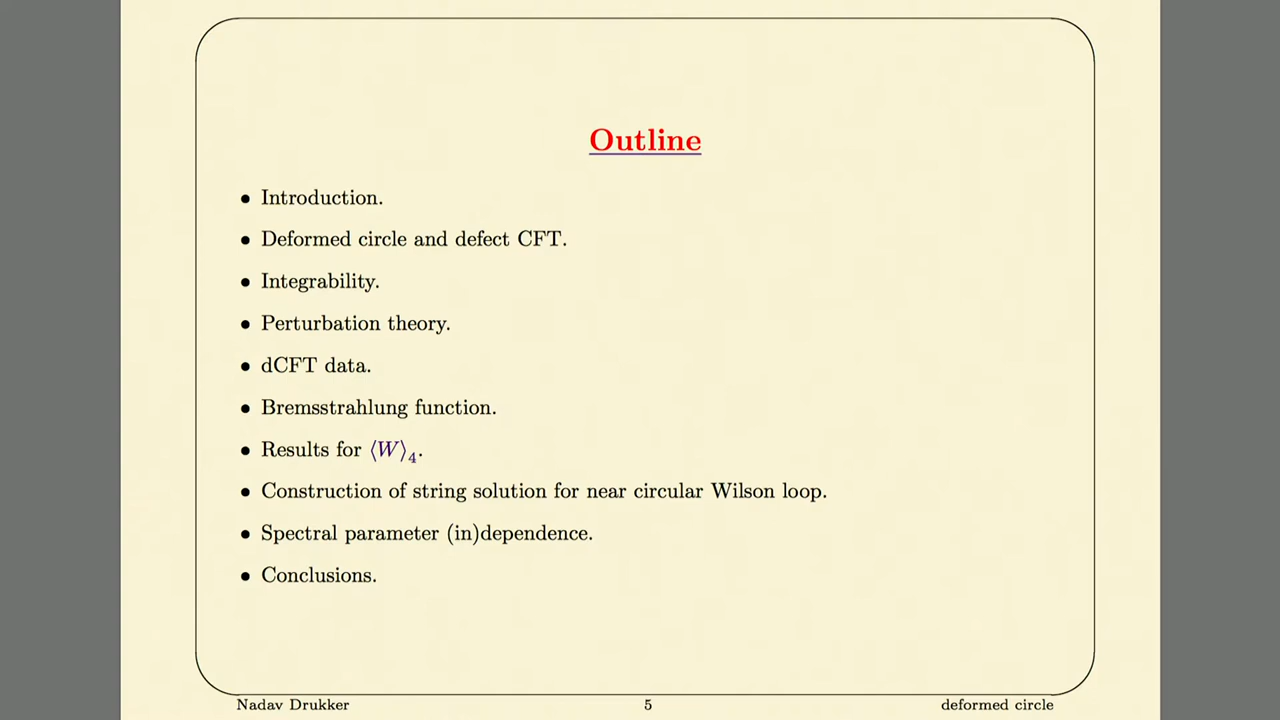 Outline
• Introduction.
• Deformed circle and defect CFT.
• Integrability.
• Perturbation theory.
• dCFT data.
• Bremsstrahlung function.
• Results for ⟨W⟩₄.
• Construction of string solution for near circular Wilson loop.
• Spectral parameter (in)dependence.
• Conclusions.
Nadav Drukker 5 deformed circle